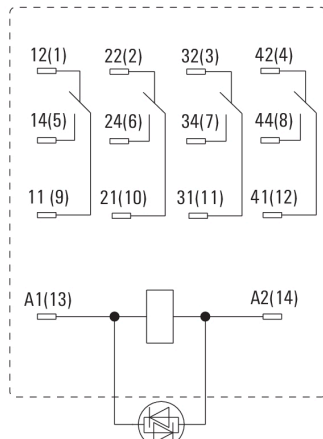 12(1) 22(2) 32(3) 42(4)
14(5) 24(6) 34(7) 44(8)
11 (9) 21(10) 31(11) 41(12)
A1(13) A2(14)